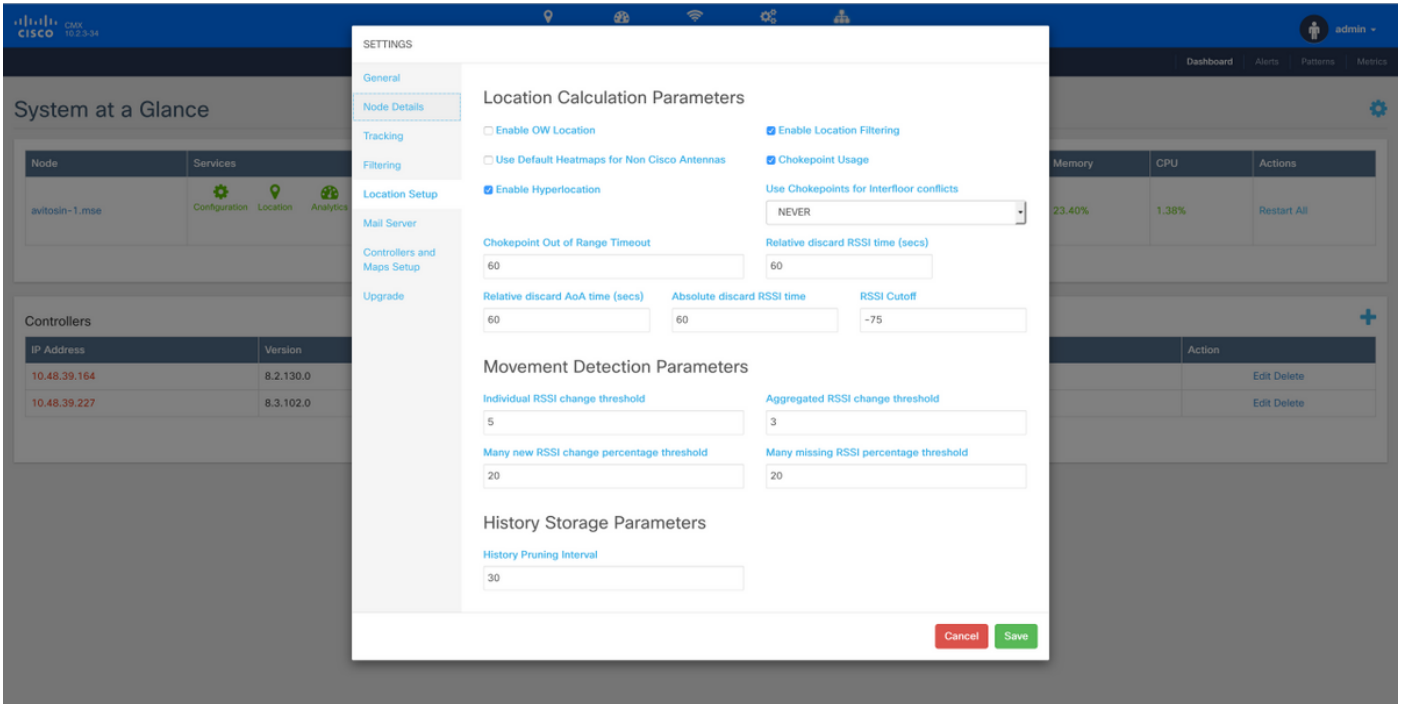 CISCO CMX
10.2.3-34
admin
Dashboard Alerts Patterns Metrics
System at a Glance
Node Services Memory CPU Actions
avitosin-1.mse Configuration Location Analytics 23.40% 1.38% Restart All
Controllers
IP Address Version Action
10.48.39.164 8.2.130.0 Edit Delete
10.48.39.227 8.3.102.0 Edit Delete
SETTINGS
General
Node Details
Tracking
Filtering
Location Setup
Mail Server
Controllers and
Maps Setup
Upgrade
Location Calculation Parameters
Enable OW Location Enable Location Filtering
Use Default Heatmaps for Non Cisco Antennas Chokepoint Usage
Enable Hyperlocation Use Chokepoints for Interfloor conflicts
NEVER
Chokepoint Out of Range Timeout Relative discard RSSI time (secs)
60 60
Relative discard AoA time (secs) Absolute discard RSSI time RSSI Cutoff
60 60 -75
Movement Detection Parameters
Individual RSSI change threshold Aggregated RSSI change threshold
5 3
Many new RSSI change percentage threshold Many missing RSSI percentage threshold
20 20
History Storage Parameters
History Pruning Interval
30
Cancel Save